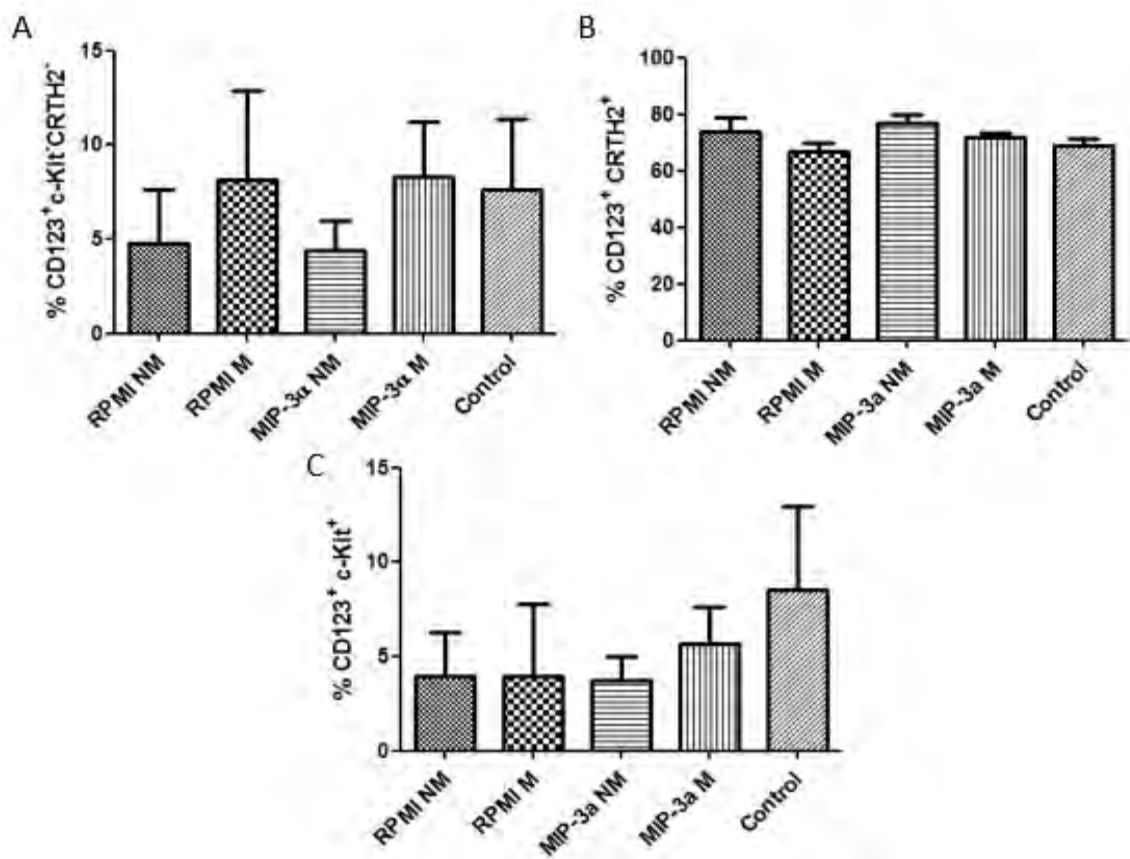 A
% CD123⁺ c-Kit⁻CRTH2⁻
15
10
5
0
RPMI NM
RPMI M
MIP-3α NM
MIP-3α M
Control
B
% CD123⁺ CRTH2⁺
100
80
60
40
20
0
RPMI NM
RPMI M
MIP-3a NM
MIP-3a M
Control
C
% CD123⁺ c-Kit⁺
15
10
5
0
RPMI NM
RPMI M
MIP-3a NM
MIP-3a M
Control